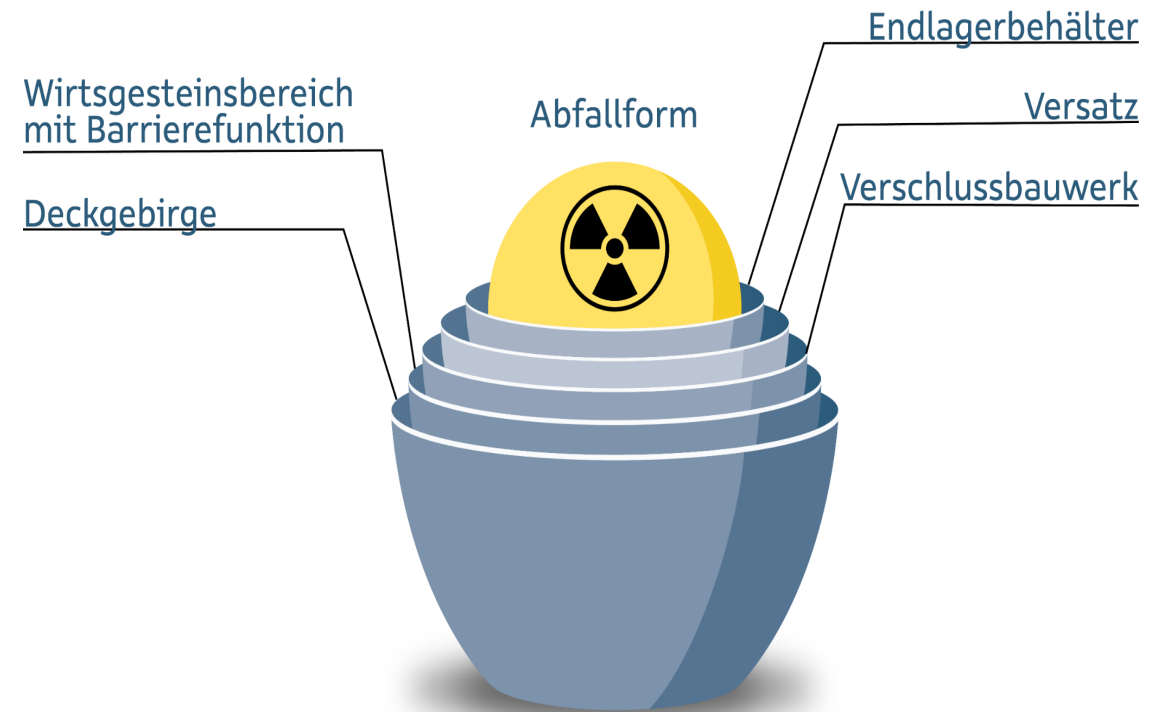 Endlagerbehälter
Wirtsgesteinsbereich
mit Barrierefunktion
Abfallform
Versatz
Verschlussbauwerk
Deckgebirge